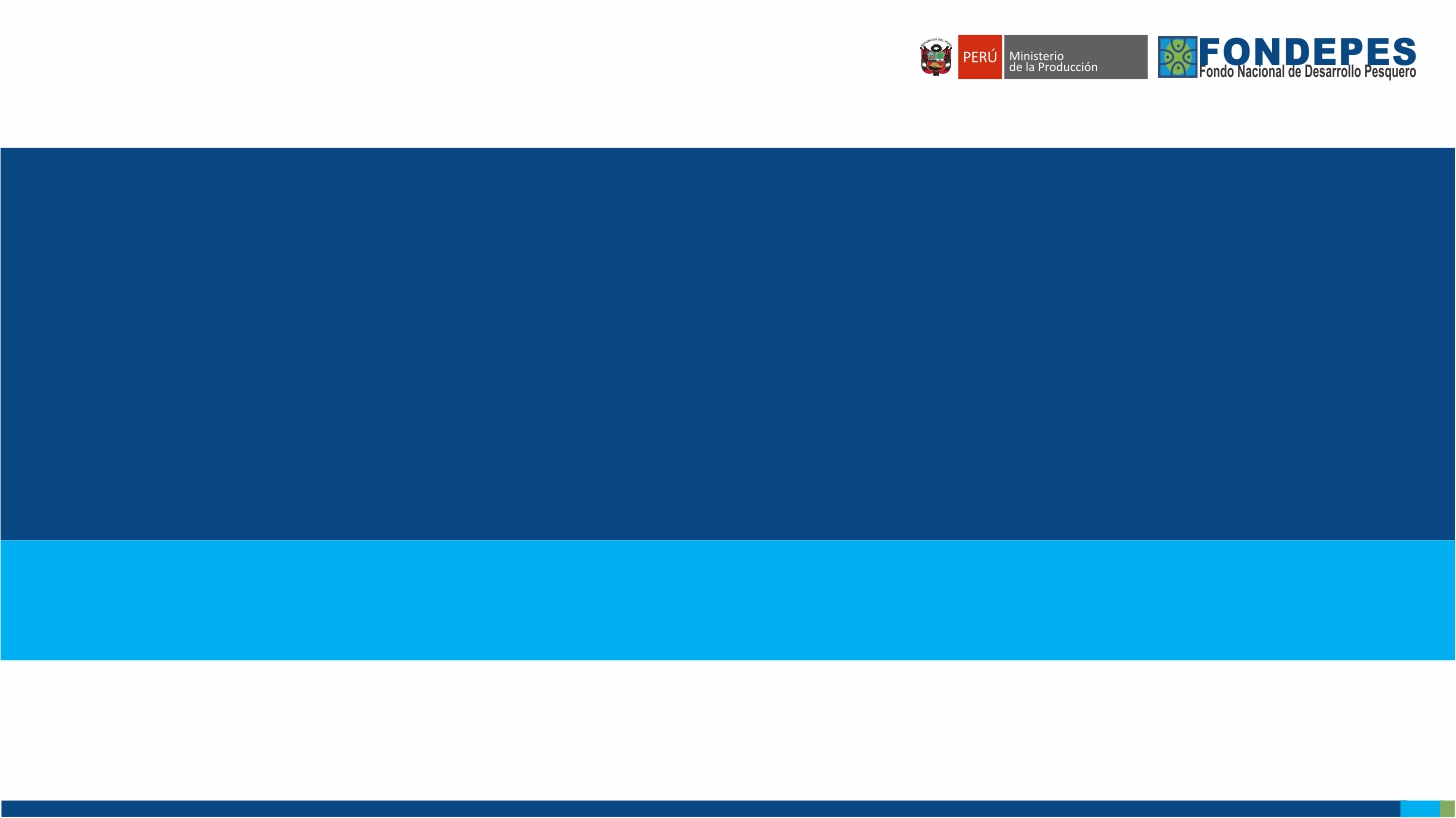 PERÚ
Ministerio
de la Producción
FONDEPES
Fondo Nacional de Desarrollo Pesquero